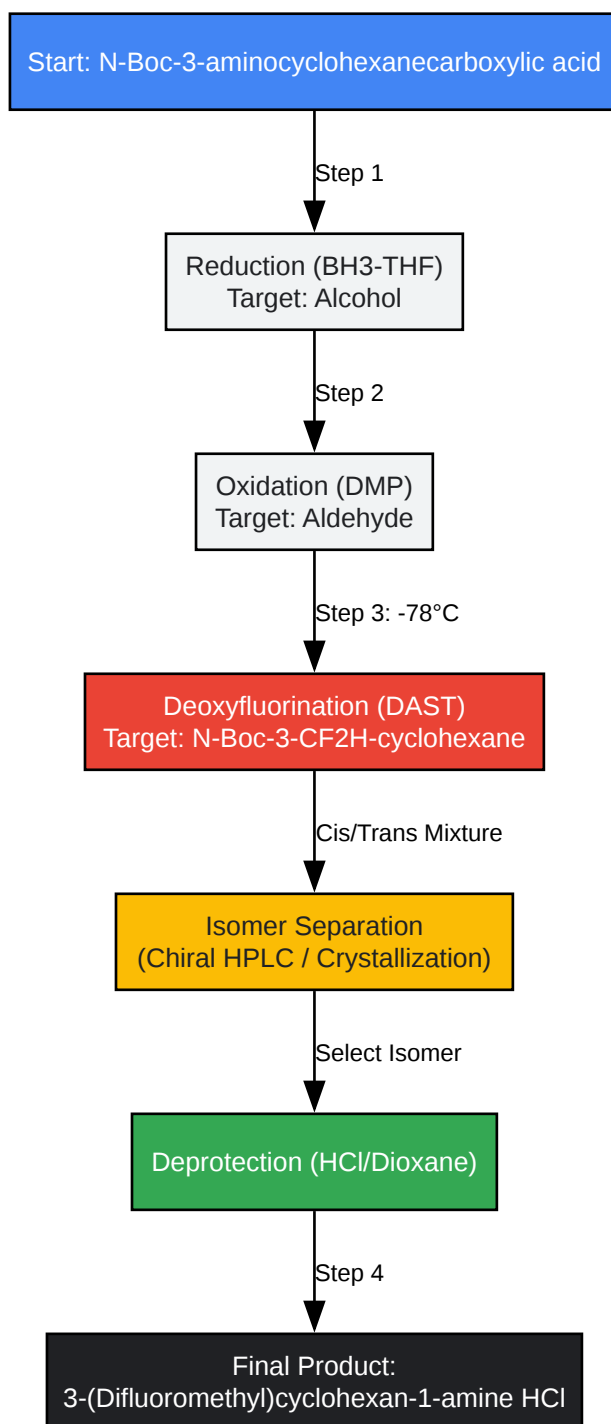 Start: N-Boc-3-aminocyclohexanecarboxylic acid
Step 1
Reduction (BH3-THF)
Target: Alcohol
Step 2
Oxidation (DMP)
Target: Aldehyde
Step 3: -78°C
Deoxyfluorination (DAST)
Target: N-Boc-3-CF2H-cyclohexane
Cis/Trans Mixture
Isomer Separation
(Chiral HPLC / Crystallization)
Select Isomer
Deprotection (HCl/Dioxane)
Step 4
Final Product:
3-(Difluoromethyl)cyclohexan-1-amine HCl